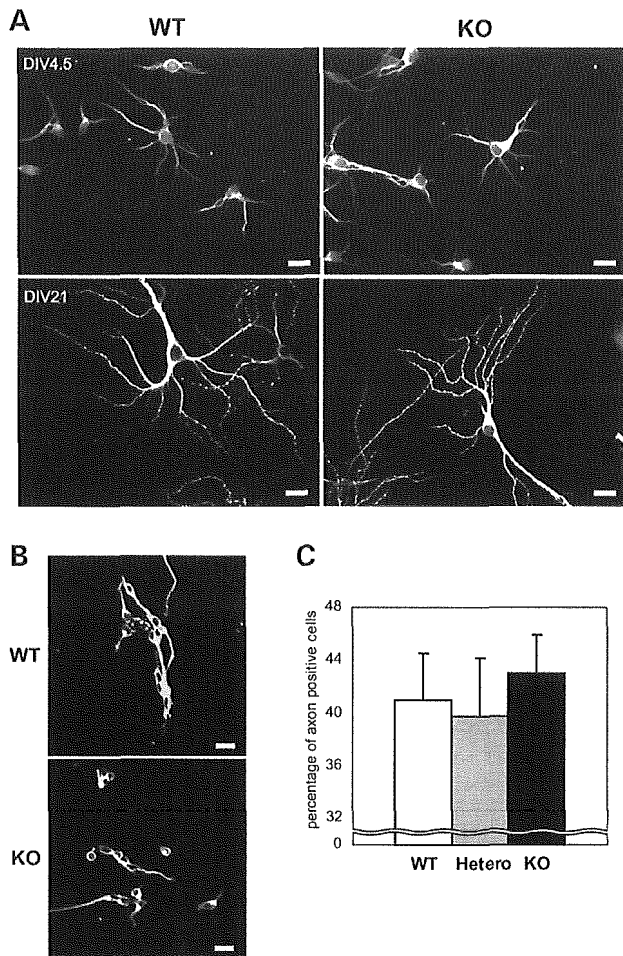 A
WT
KO
DIV4.5
DIV21
B
WT
KO
C
percentage of axon positive cells
48
44
40
36
32
0
WT Hetero KO